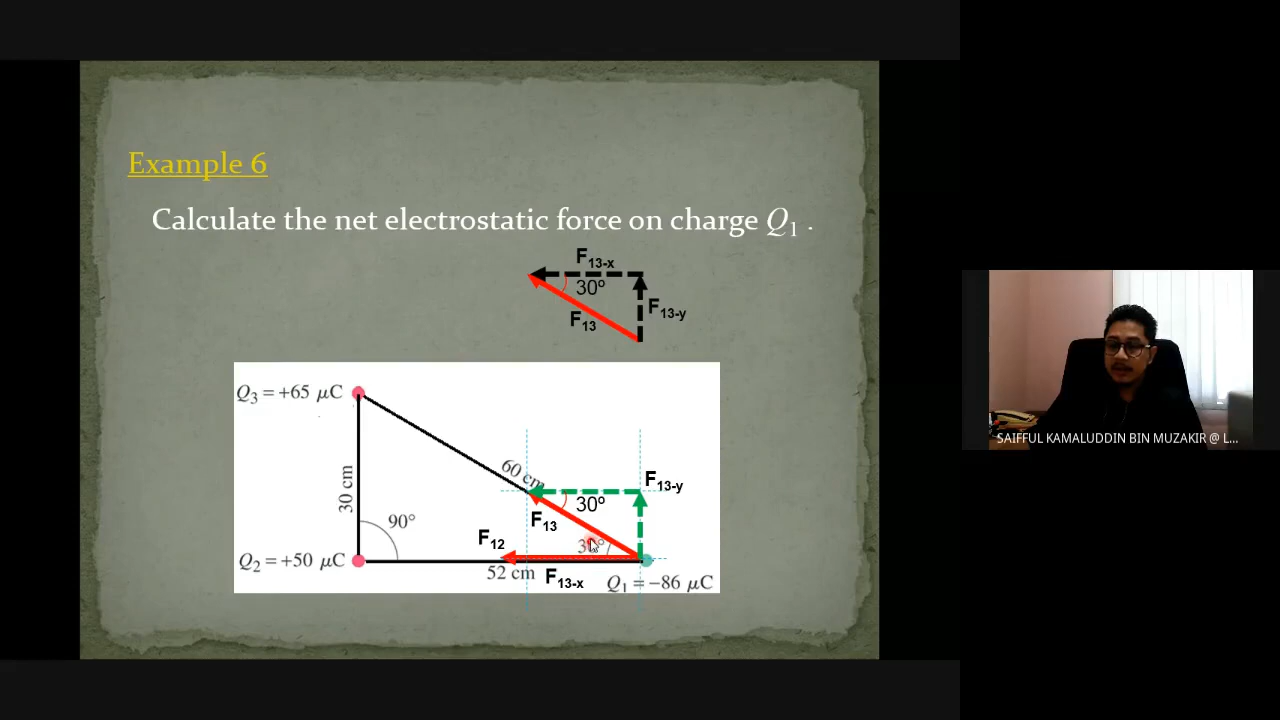 Example 6
Calculate the net electrostatic force on charge Q1 .
F13-x
30º
F13-y
F13
Q3 = +65 μC
60 cm
F13-y
30 cm
30º
90°
F13
F12
30°
Q2 = +50 μC
52 cm
F13-x
Q1 = −86 μC
SAIFFUL KAMALUDDIN BIN MUZAKIR @ L...